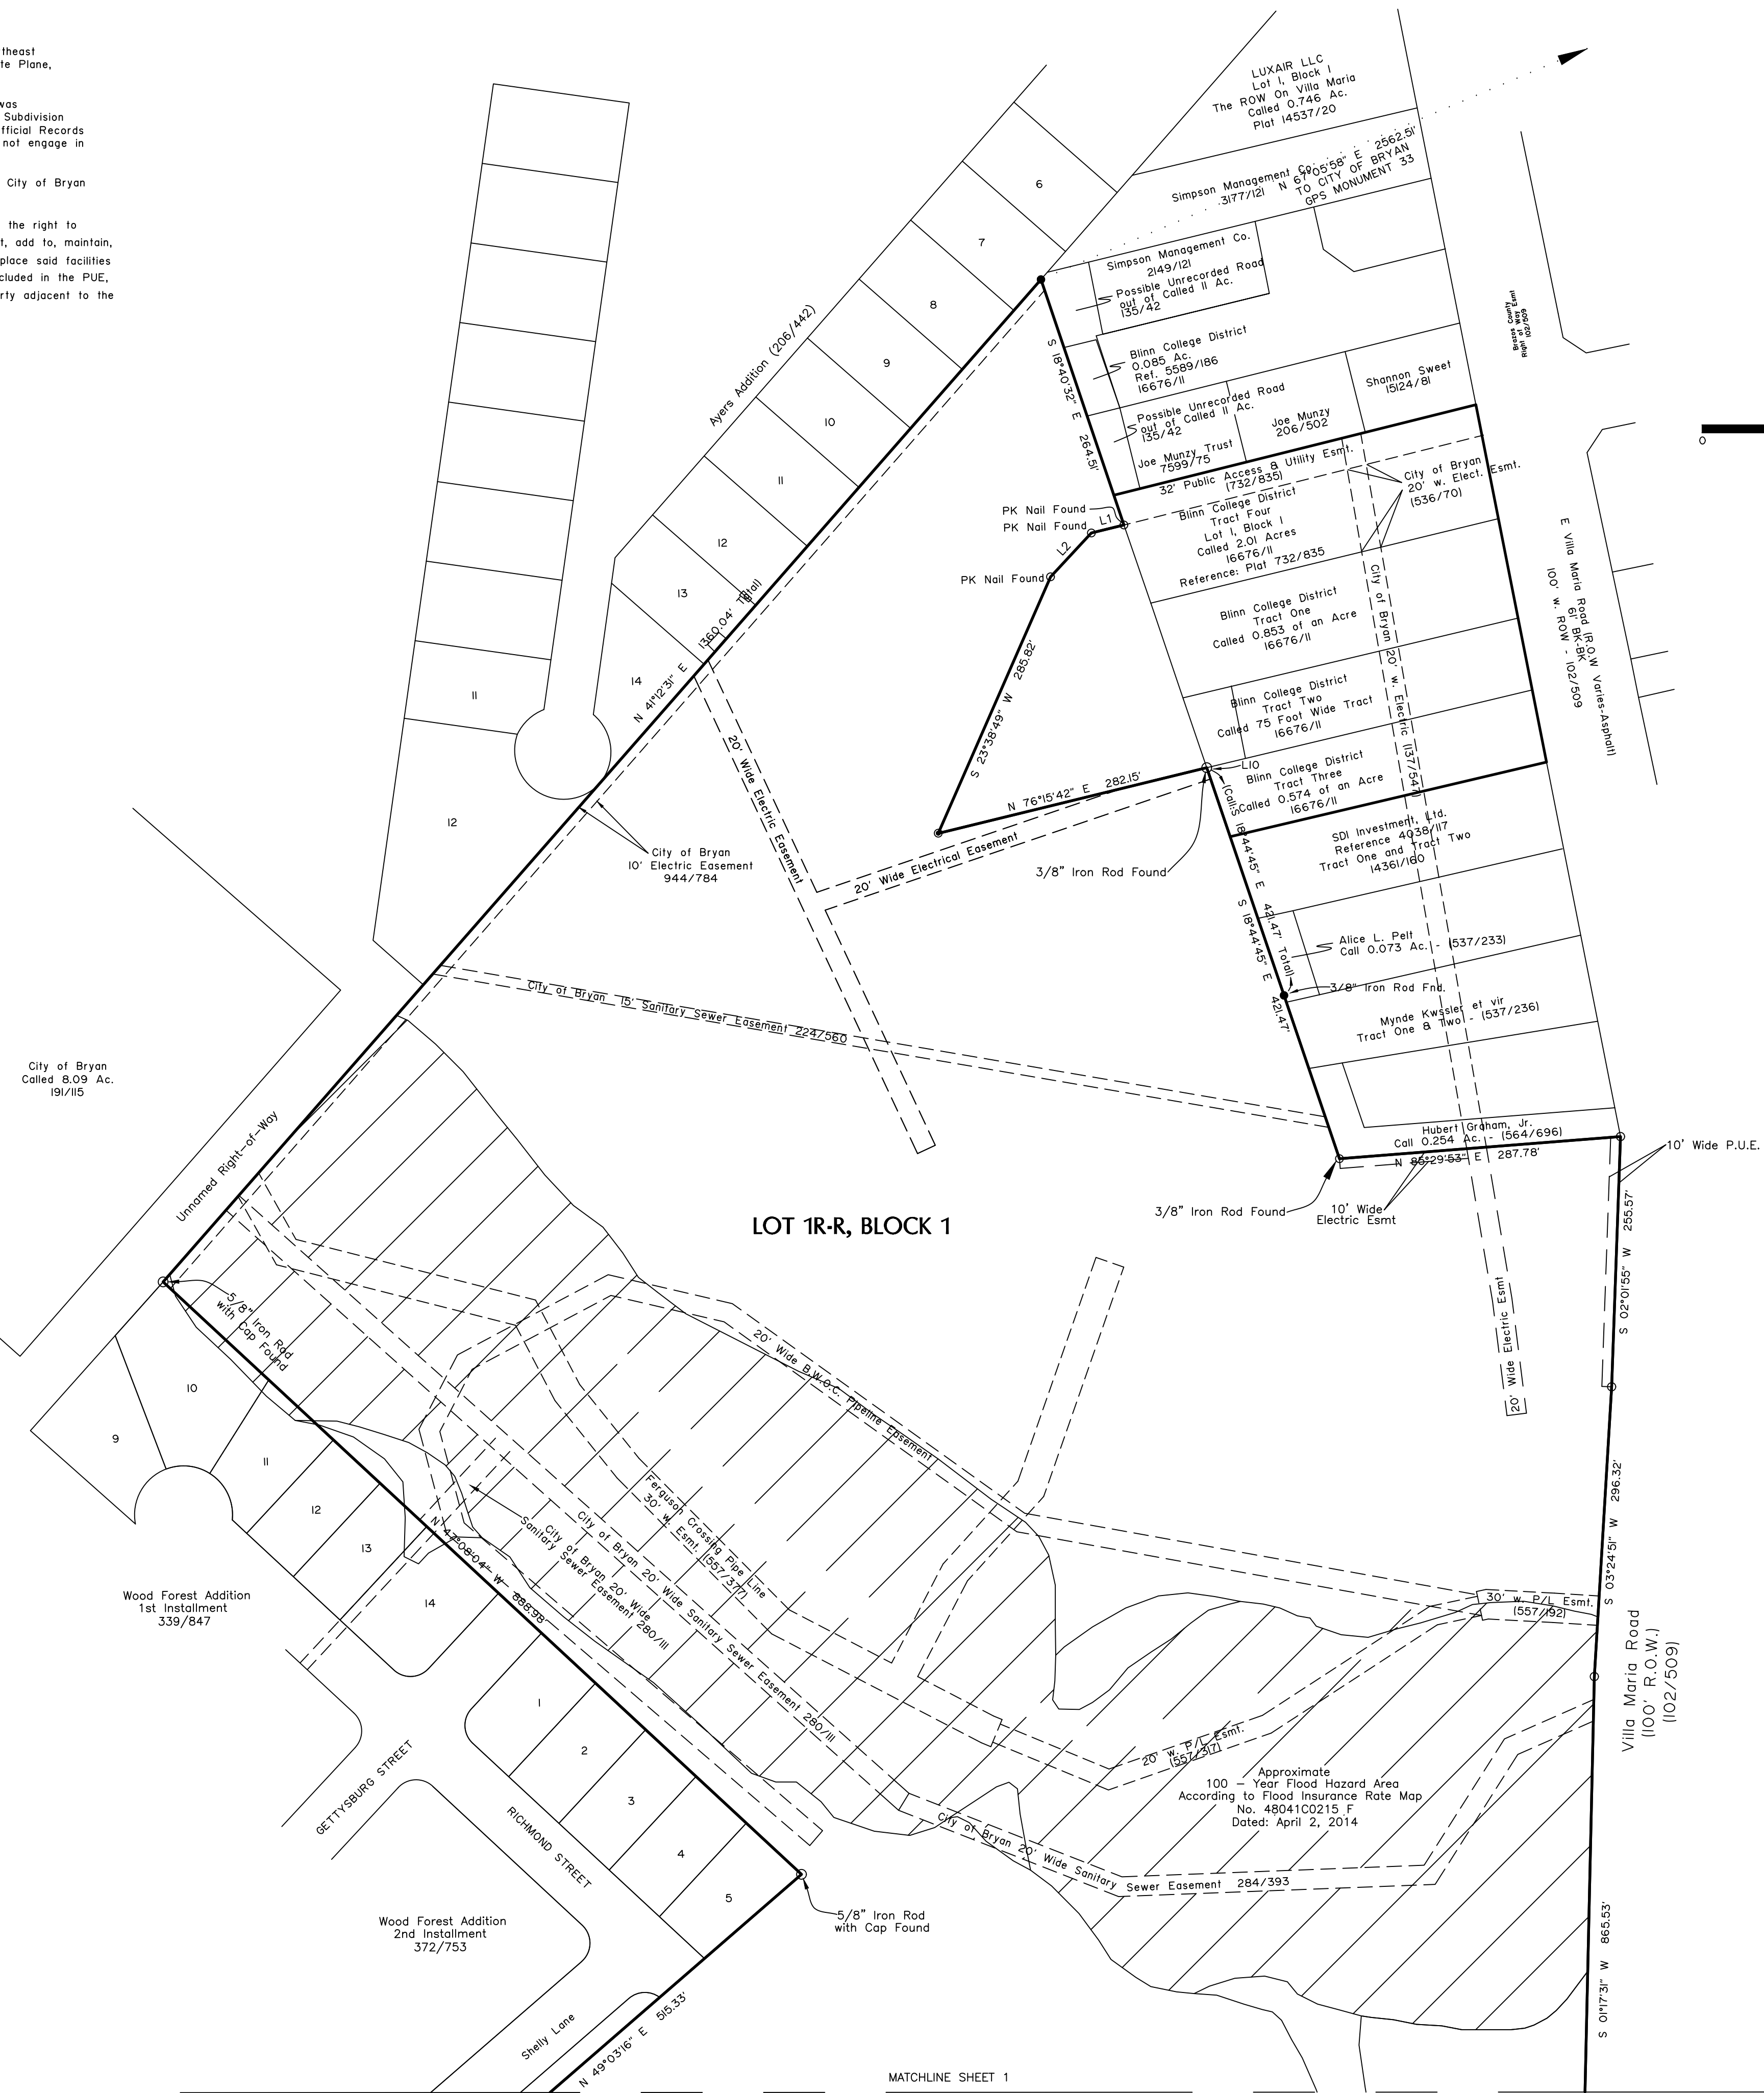 theast
te Plane,
was
Subdivision
fficial Records
not engage in
City of Bryan
the right to
t, add to, maintain,
place said facilities
cluded in the PUE,
rty adjacent to the
LUXAIR LLC
Lot 1, Block 1
The ROW On Villa Maria
Called 0.746 Ac.
Plat 14537/20
Simpson Management Co.
3177/121
N 67°05'58" E 2562.51'
TO CITY OF BRYAN
GPS MONUMENT 33
Simpson Management Co.
2149/121
Possible Unrecorded Road
out of Called 11 Ac.
135/42
Blinn College District
0.085 Ac.
Ref. 5589/186
16676/11
Possible Unrecorded Road
out of Called 11 Ac.
135/42
Joe Munzy Trust
7599/75
Joe Munzy
206/502
Shannon Sweet
15124/81
Brazos County
Right of Way Esmt
102/509
0
6
7
8
9
10
11
12
13
14
11
12
Ayers Addition (206/442)
S 18°40'32" E 264.51'
32' Public Access & Utility Esmt.
(732/835)
City of Bryan
20' w. Elect. Esmt.
(536/70)
PK Nail Found
PK Nail Found
PK Nail Found
L1
L2
Blinn College District
Tract Four
Lot 1, Block 1
Called 2.01 Acres
16676/11
Reference: Plat 732/835
Blinn College District
Tract One
Called 0.853 of an Acre
16676/11
Blinn College District
Tract Two
Called 75 Foot Wide Tract
16676/11
L10
Blinn College District
Tract Three
Called 0.574 of an Acre
16676/11
City of Bryan 20' w. Electric (137/547)
E Villa Maria Road (R.O.W Varies-Asphalt)
61' BK-BK
100' w. ROW - 102/509
N 41°12'31" E
1360.04' Total)
S 23°38'49" W 285.82'
N 76°15'42" E 282.15'
20' Wide Electric Easement
20' Wide Electrical Easement
City of Bryan
10' Electric Easement
944/784
3/8" Iron Rod Found
(Call: S 18°44'45" E 421.47' Total)
S 18°44'45" E 421.47'
SDI Investment, Ltd.
Reference 4038/117
Tract One and Tract Two
14361/160
Alice L. Pelt
Call 0.073 Ac. - (537/233)
3/8" Iron Rod Fnd.
Mynde Kwssler et vir
Tract One & Two - (537/236)
City of Bryan 15' Sanitary Sewer Easement 224/560
City of Bryan
Called 8.09 Ac.
191/115
Unnamed Right-of-Way
Hubert Graham, Jr.
Call 0.254 Ac. - (564/696)
N 85°29'53" E 287.78'
10' Wide P.U.E.
3/8" Iron Rod Found
10' Wide
Electric Esmt
LOT 1R-R, BLOCK 1
S 02°01'55" W 255.57'
20' Wide Electric Esmt
5/8" Iron Rod
with Cap Found
9
10
11
12
13
14
20' Wide B.W.O.C. Pipeline Easement
Ferguson Crossing Pipe Line
30' w. Esmt. (557/377)
City of Bryan 20' Wide Sanitary Sewer Easement 280/111
City of Bryan 20' Wide
Sanitary Sewer Easement 280/111
N 47°08'04" W 888.98'
S 03°24'51" W 296.32'
30' w. P/L Esmt.
(557/192)
Villa Maria Road
(100' R.O.W.)
(102/509)
Wood Forest Addition
1st Installment
339/847
1
2
3
4
5
20' w. P/L Esmt.
(557/317)
Approximate
100 - Year Flood Hazard Area
According to Flood Insurance Rate Map
No. 48041C0215 F
Dated: April 2, 2014
City of Bryan 20' Wide Sanitary Sewer Easement 284/393
GETTYSBURG STREET
RICHMOND STREET
5/8" Iron Rod
with Cap Found
Wood Forest Addition
2nd Installment
372/753
S 01°17'31" W 865.53'
Shelly Lane
N 49°03'16" E 515.33'
MATCHLINE SHEET 1